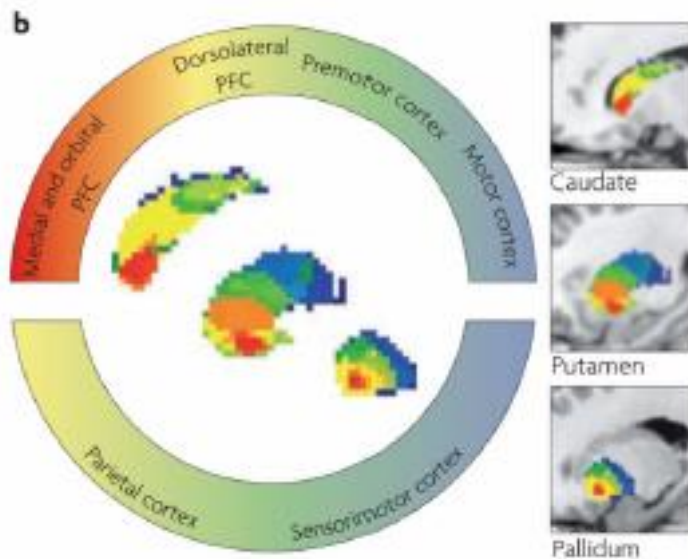 b
Medial and orbital
PFC
Dorsolateral
PFC
Premotor cortex
Motor cortex
Parietal cortex
Sensorimotor cortex
Caudate
Putamen
Pallidum